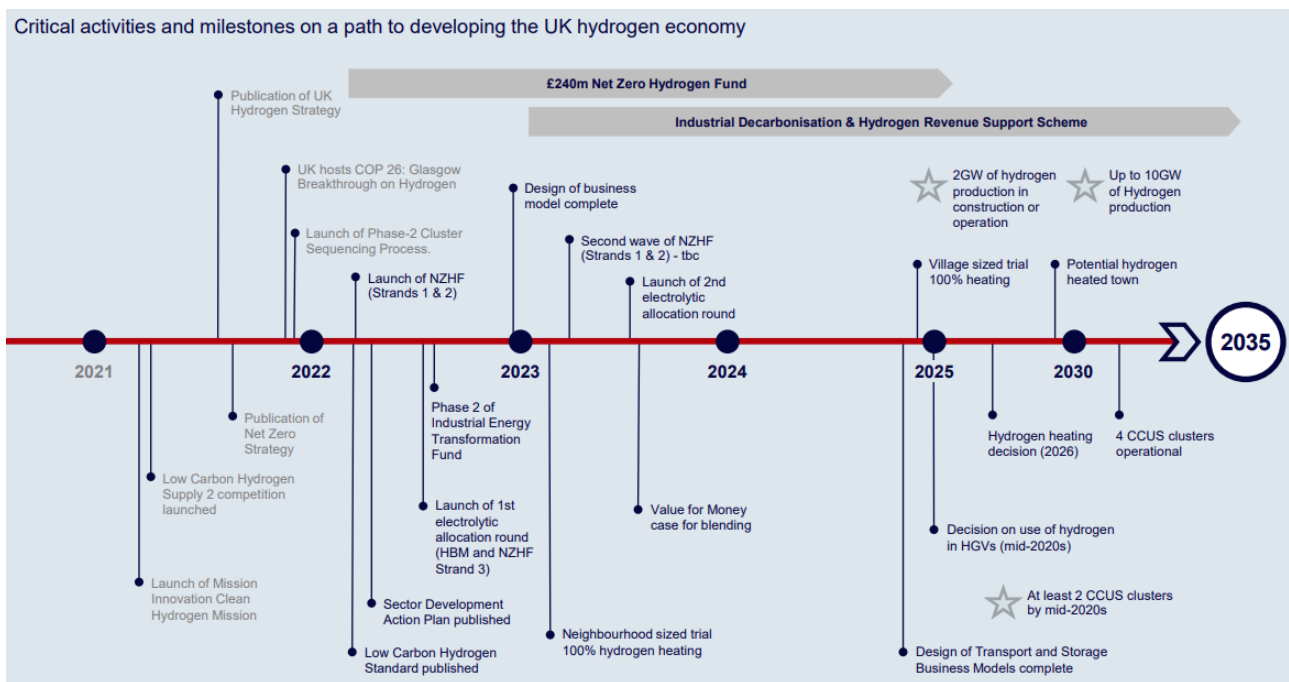 Critical activities and milestones on a path to developing the UK hydrogen economy
£240m Net Zero Hydrogen Fund
Industrial Decarbonisation & Hydrogen Revenue Support Scheme
Publication of UK
Hydrogen Strategy
UK hosts COP 26: Glasgow
Breakthrough on Hydrogen
Launch of Phase-2 Cluster
Sequencing Process.
Launch of NZHF
(Strands 1 & 2)
Design of business
model complete
Second wave of NZHF
(Strands 1 & 2) - tbc
Launch of 2nd
electrolytic
allocation round
2GW of hydrogen
production in
construction or
operation
Up to 10GW
of Hydrogen
production
Village sized trial
100% heating
Potential hydrogen
heated town
2021
2022
2023
2024
2025
2030
2035
Publication of
Net Zero
Strategy
Low Carbon Hydrogen
Supply 2 competition
launched
Launch of Mission
Innovation Clean
Hydrogen Mission
Phase 2 of
Industrial Energy
Transformation
Fund
Launch of 1st
electrolytic
allocation round
(HBM and NZHF
Strand 3)
Sector Development
Action Plan published
Low Carbon Hydrogen
Standard published
Neighbourhood sized trial
100% hydrogen heating
Value for Money
case for blending
Hydrogen heating
decision (2026)
4 CCUS clusters
operational
Decision on use of hydrogen
in HGVs (mid-2020s)
At least 2 CCUS clusters
by mid-2020s
Design of Transport and Storage
Business Models complete